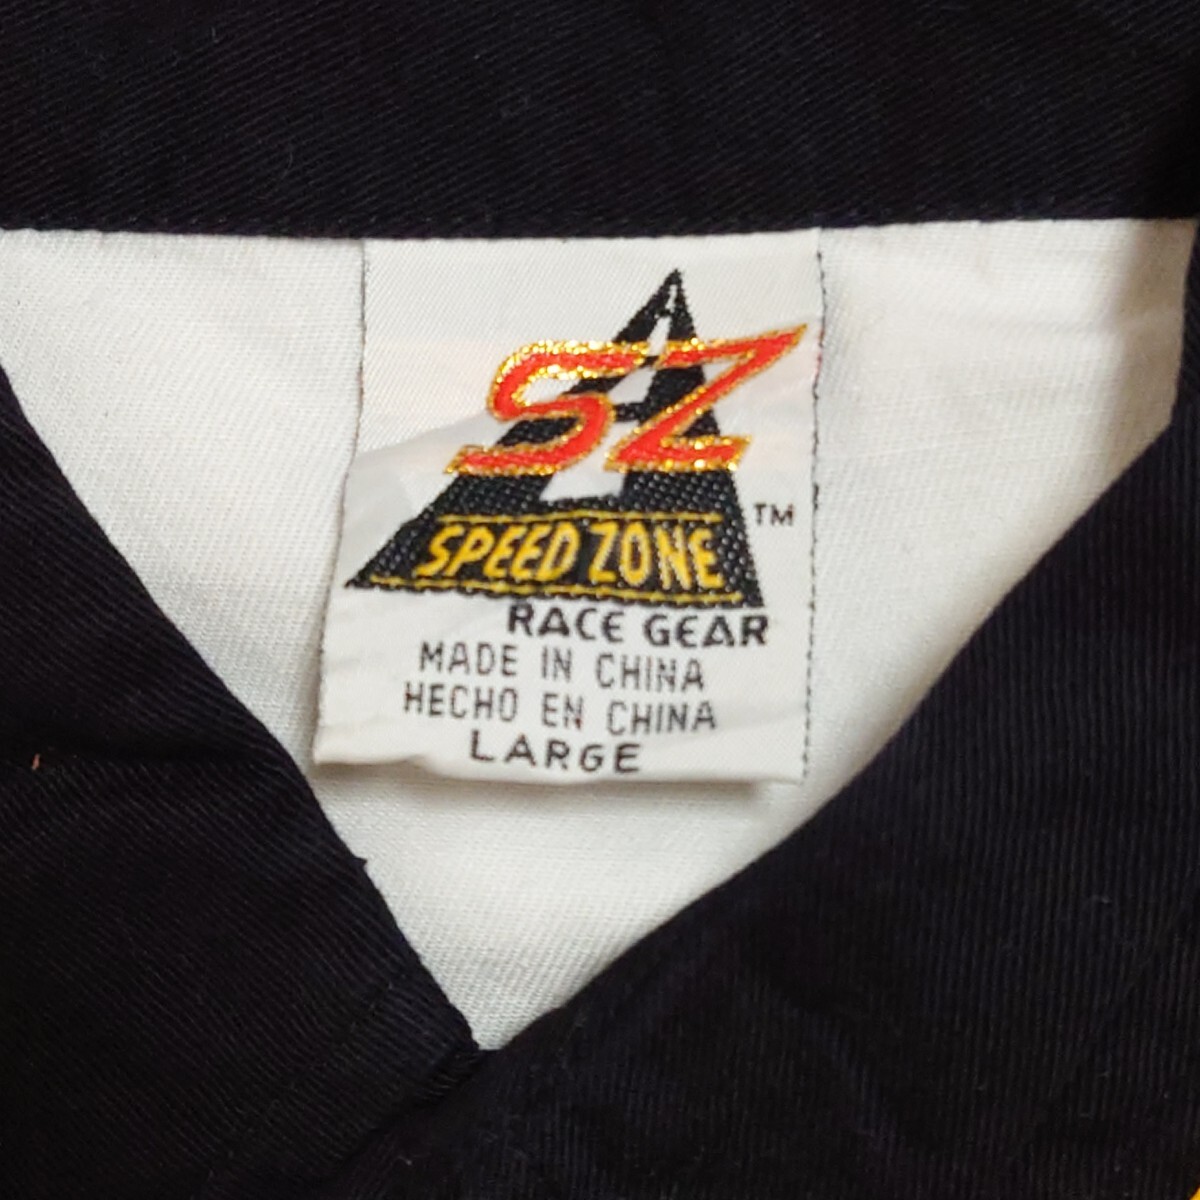 SZ
SPEED ZONE
TM
RACE GEAR
MADE IN CHINA
HECHO EN CHINA
LARGE